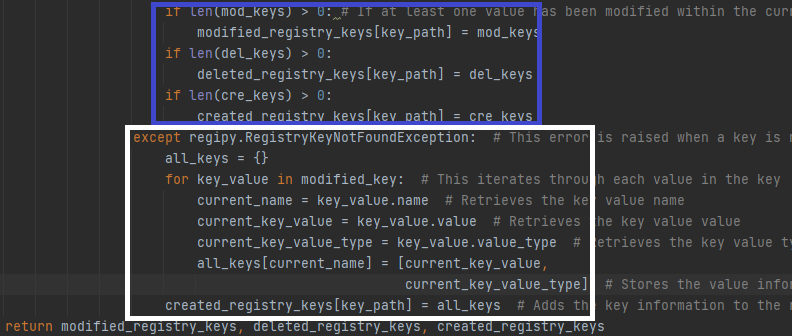 if len(mod_keys) > 0: # If at least one value has been modified within the
modified_registry_keys[key_path] = mod_keys
if len(del_keys) > 0:
deleted_registry_keys[key_path] = del_keys
if len(cre_keys) > 0:
created_registry_keys[key_path] = cre_keys
except regipy.RegistryKeyNotFoundException: # This error is raised when a key is
all_keys = {}
for key_value in modified_key: # This iterates through each value in the key
current_name = key_value.name # Retrieves the key value name
current_key_value = key_value.value # Retrieves the key value value
current_key_value_type = key_value.value_type # Retrieves the key value
all_keys[current_name] = [current_key_value,
current_key_value_type] # Stores the value
created_registry_keys[key_path] = all_keys # Adds the key information to the
return modified_registry_keys, deleted_registry_keys, created_registry_keys